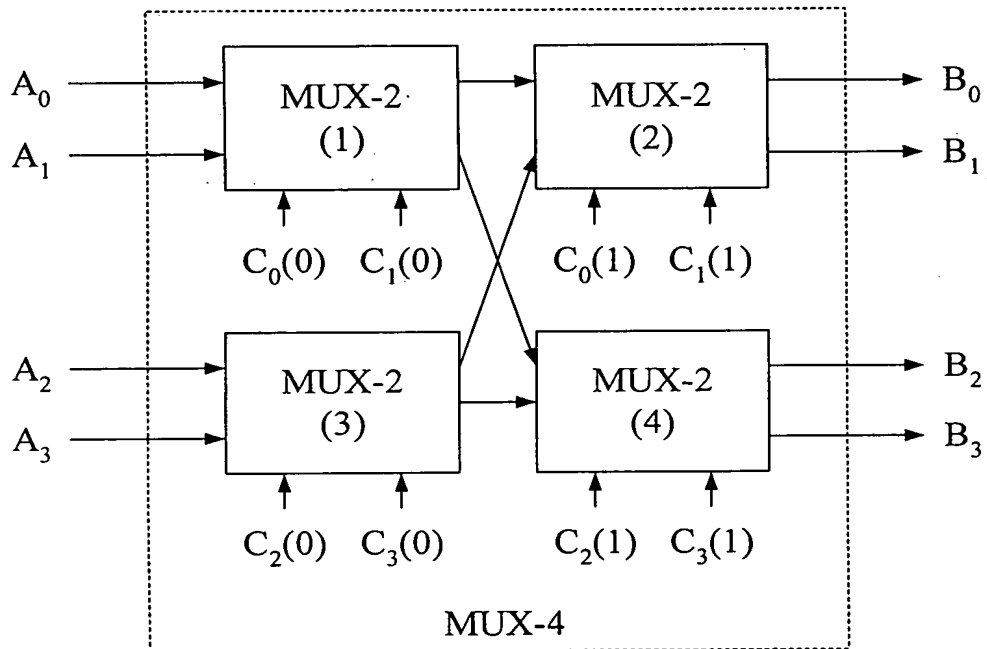 A₀
MUX-2
(1)
MUX-2
(2)
B₀
A₁
B₁
C₀(0) C₁(0)
C₀(1) C₁(1)
A₂
MUX-2
(3)
MUX-2
(4)
B₂
A₃
B₃
C₂(0) C₃(0)
C₂(1) C₃(1)
MUX-4